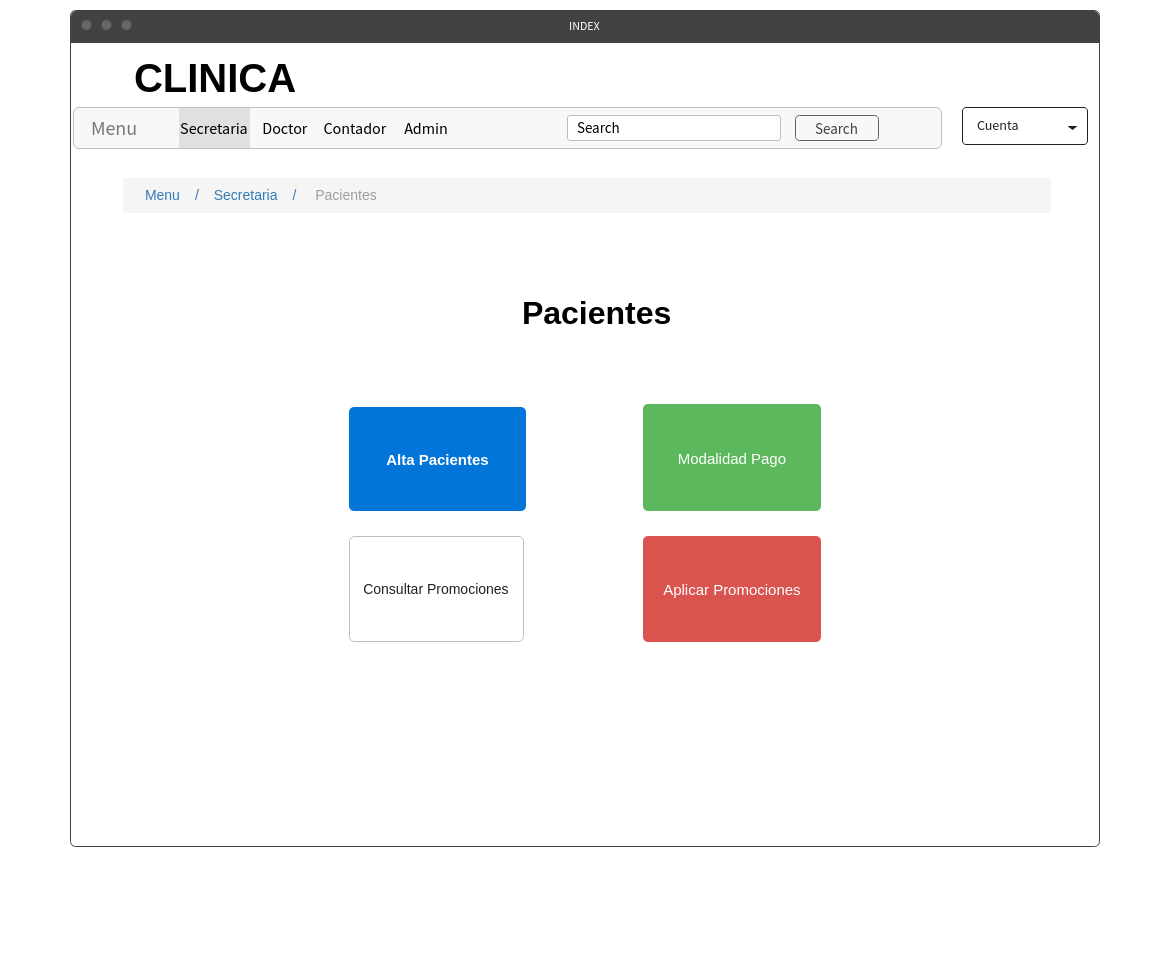 INDEX
CLINICA
Menu Secretaria Doctor Contador Admin Search Search Cuenta
Menu / Secretaria / Pacientes
Pacientes
Alta Pacientes Modalidad Pago
Consultar Promociones Aplicar Promociones